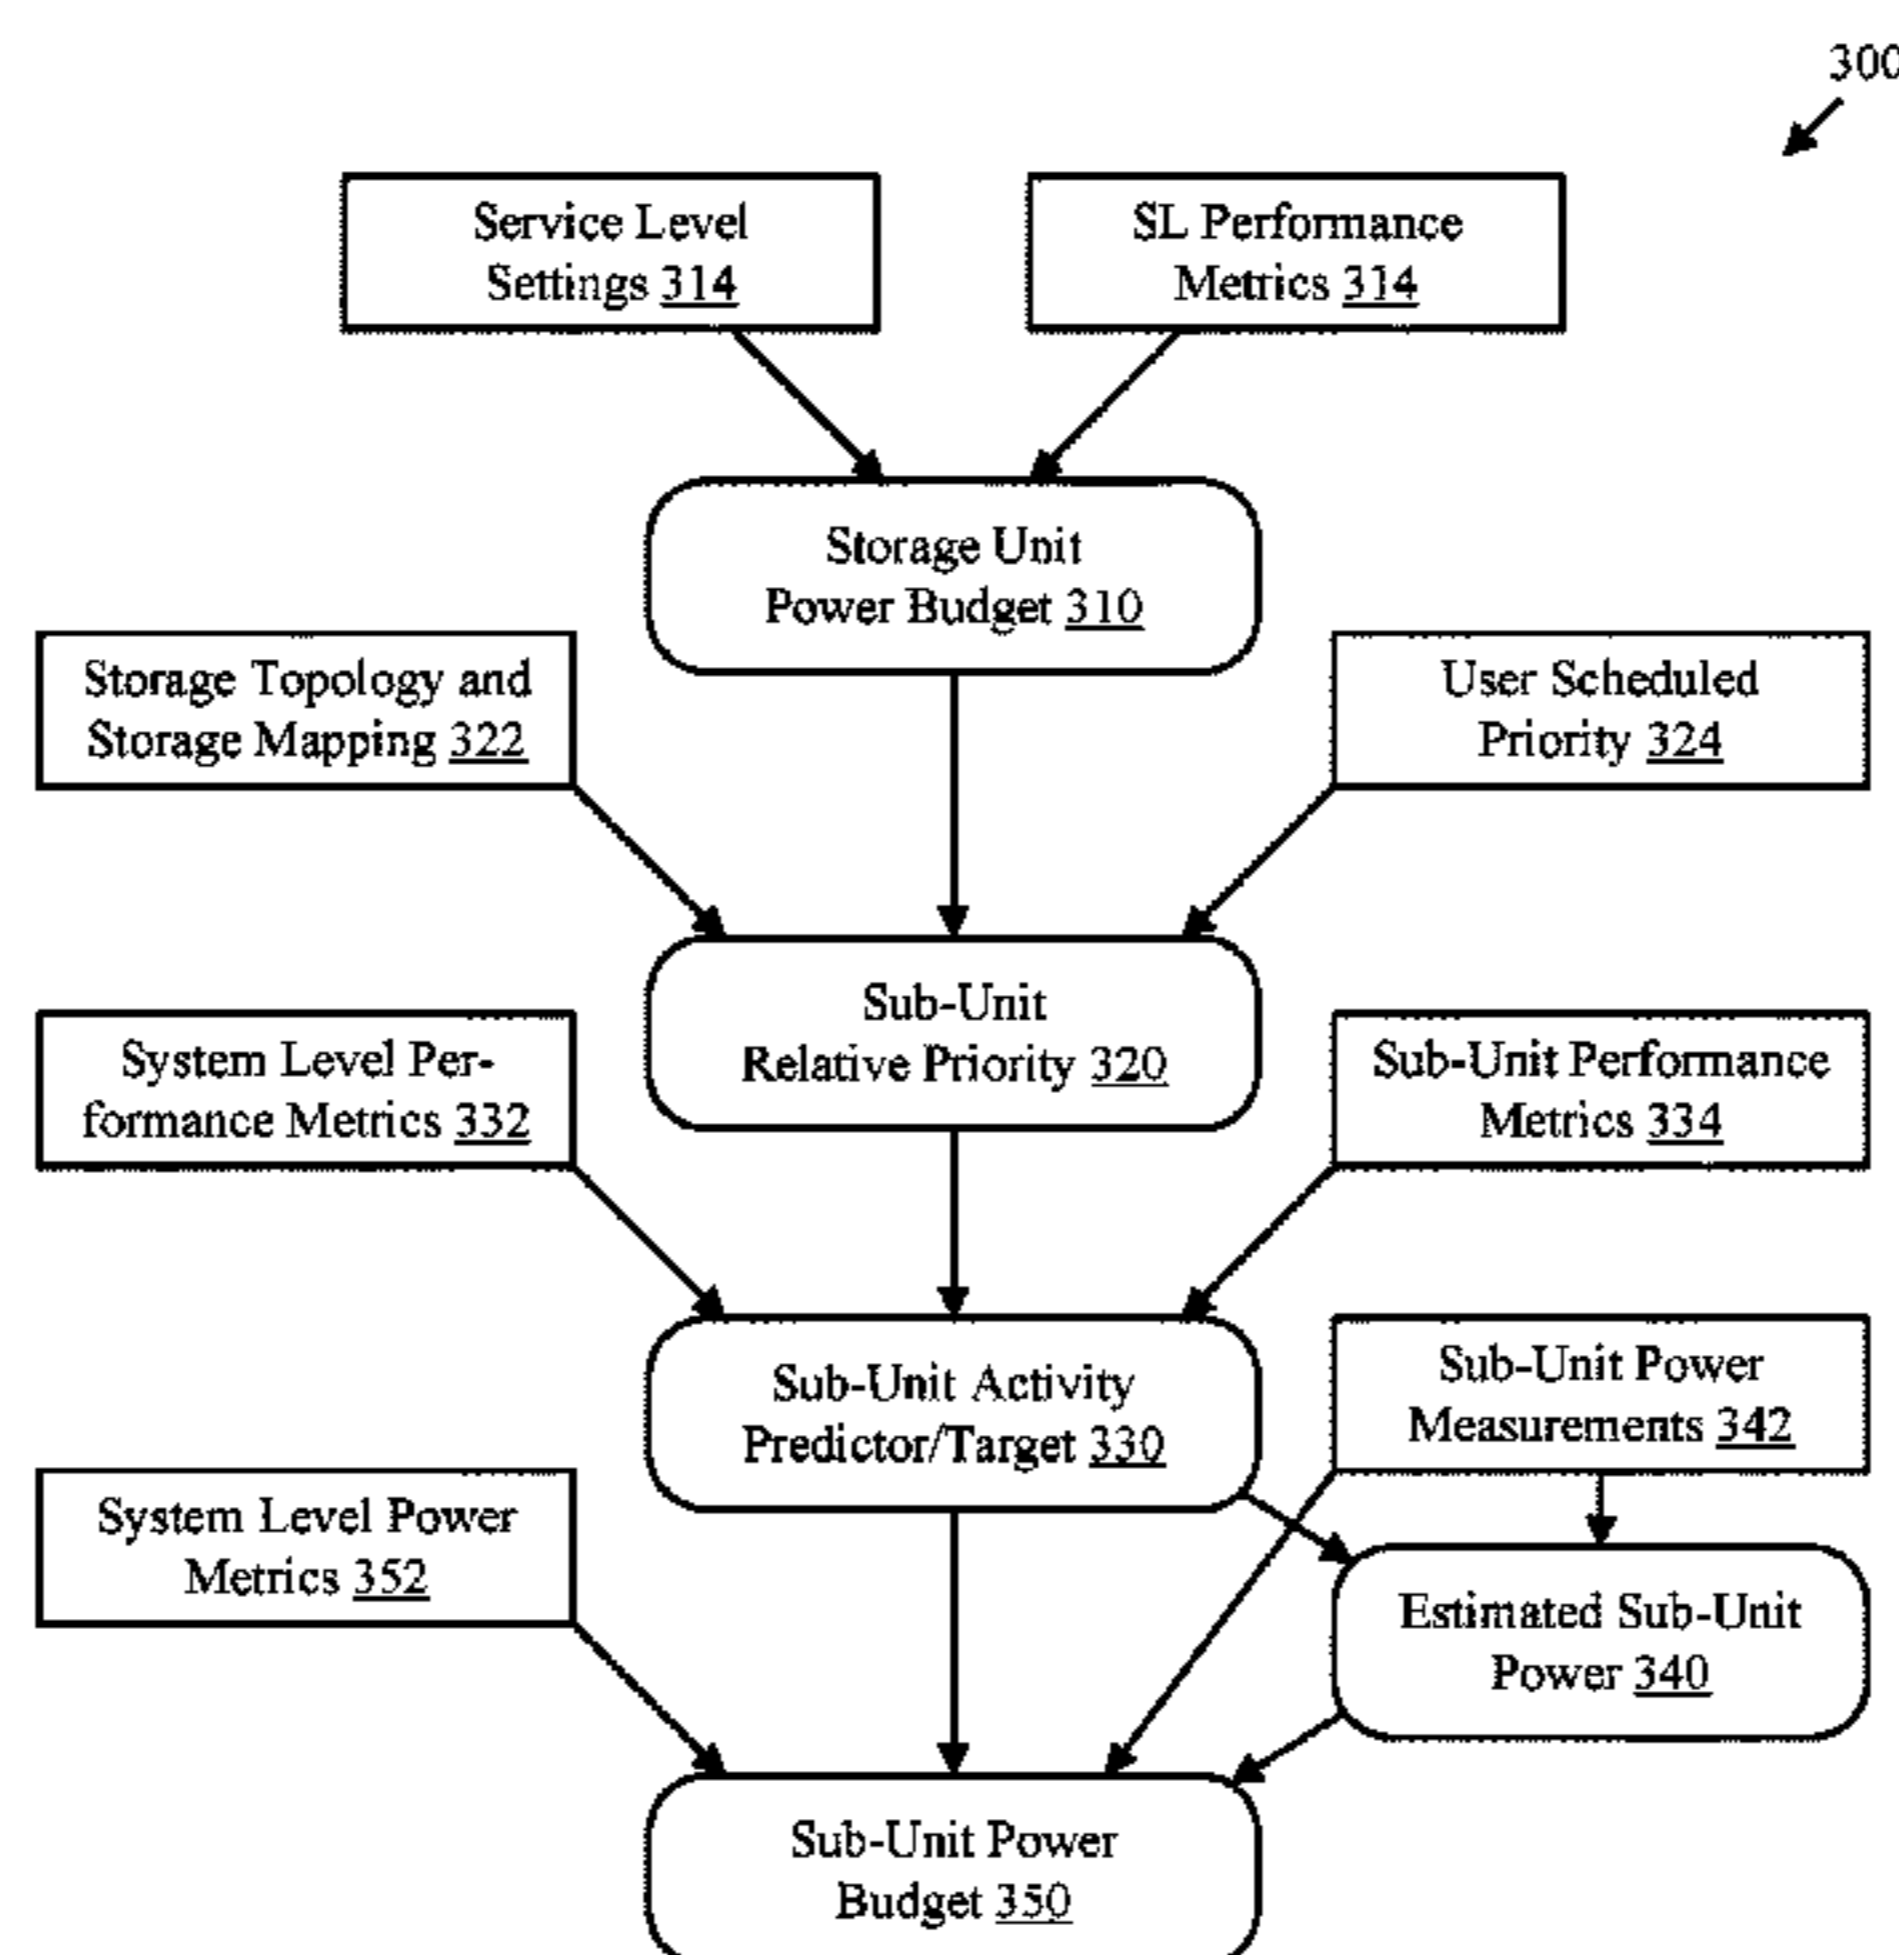 300
Service Level
Settings 314
SL Performance
Metrics 314
Storage Unit
Power Budget 310
Storage Topology and
Storage Mapping 322
User Scheduled
Priority 324
Sub-Unit
Relative Priority 320
System Level Per-
formance Metrics 332
Sub-Unit Performance
Metrics 334
Sub-Unit Activity
Predictor/Target 330
Sub-Unit Power
Measurements 342
System Level Power
Metrics 352
Estimated Sub-Unit
Power 340
Sub-Unit Power
Budget 350